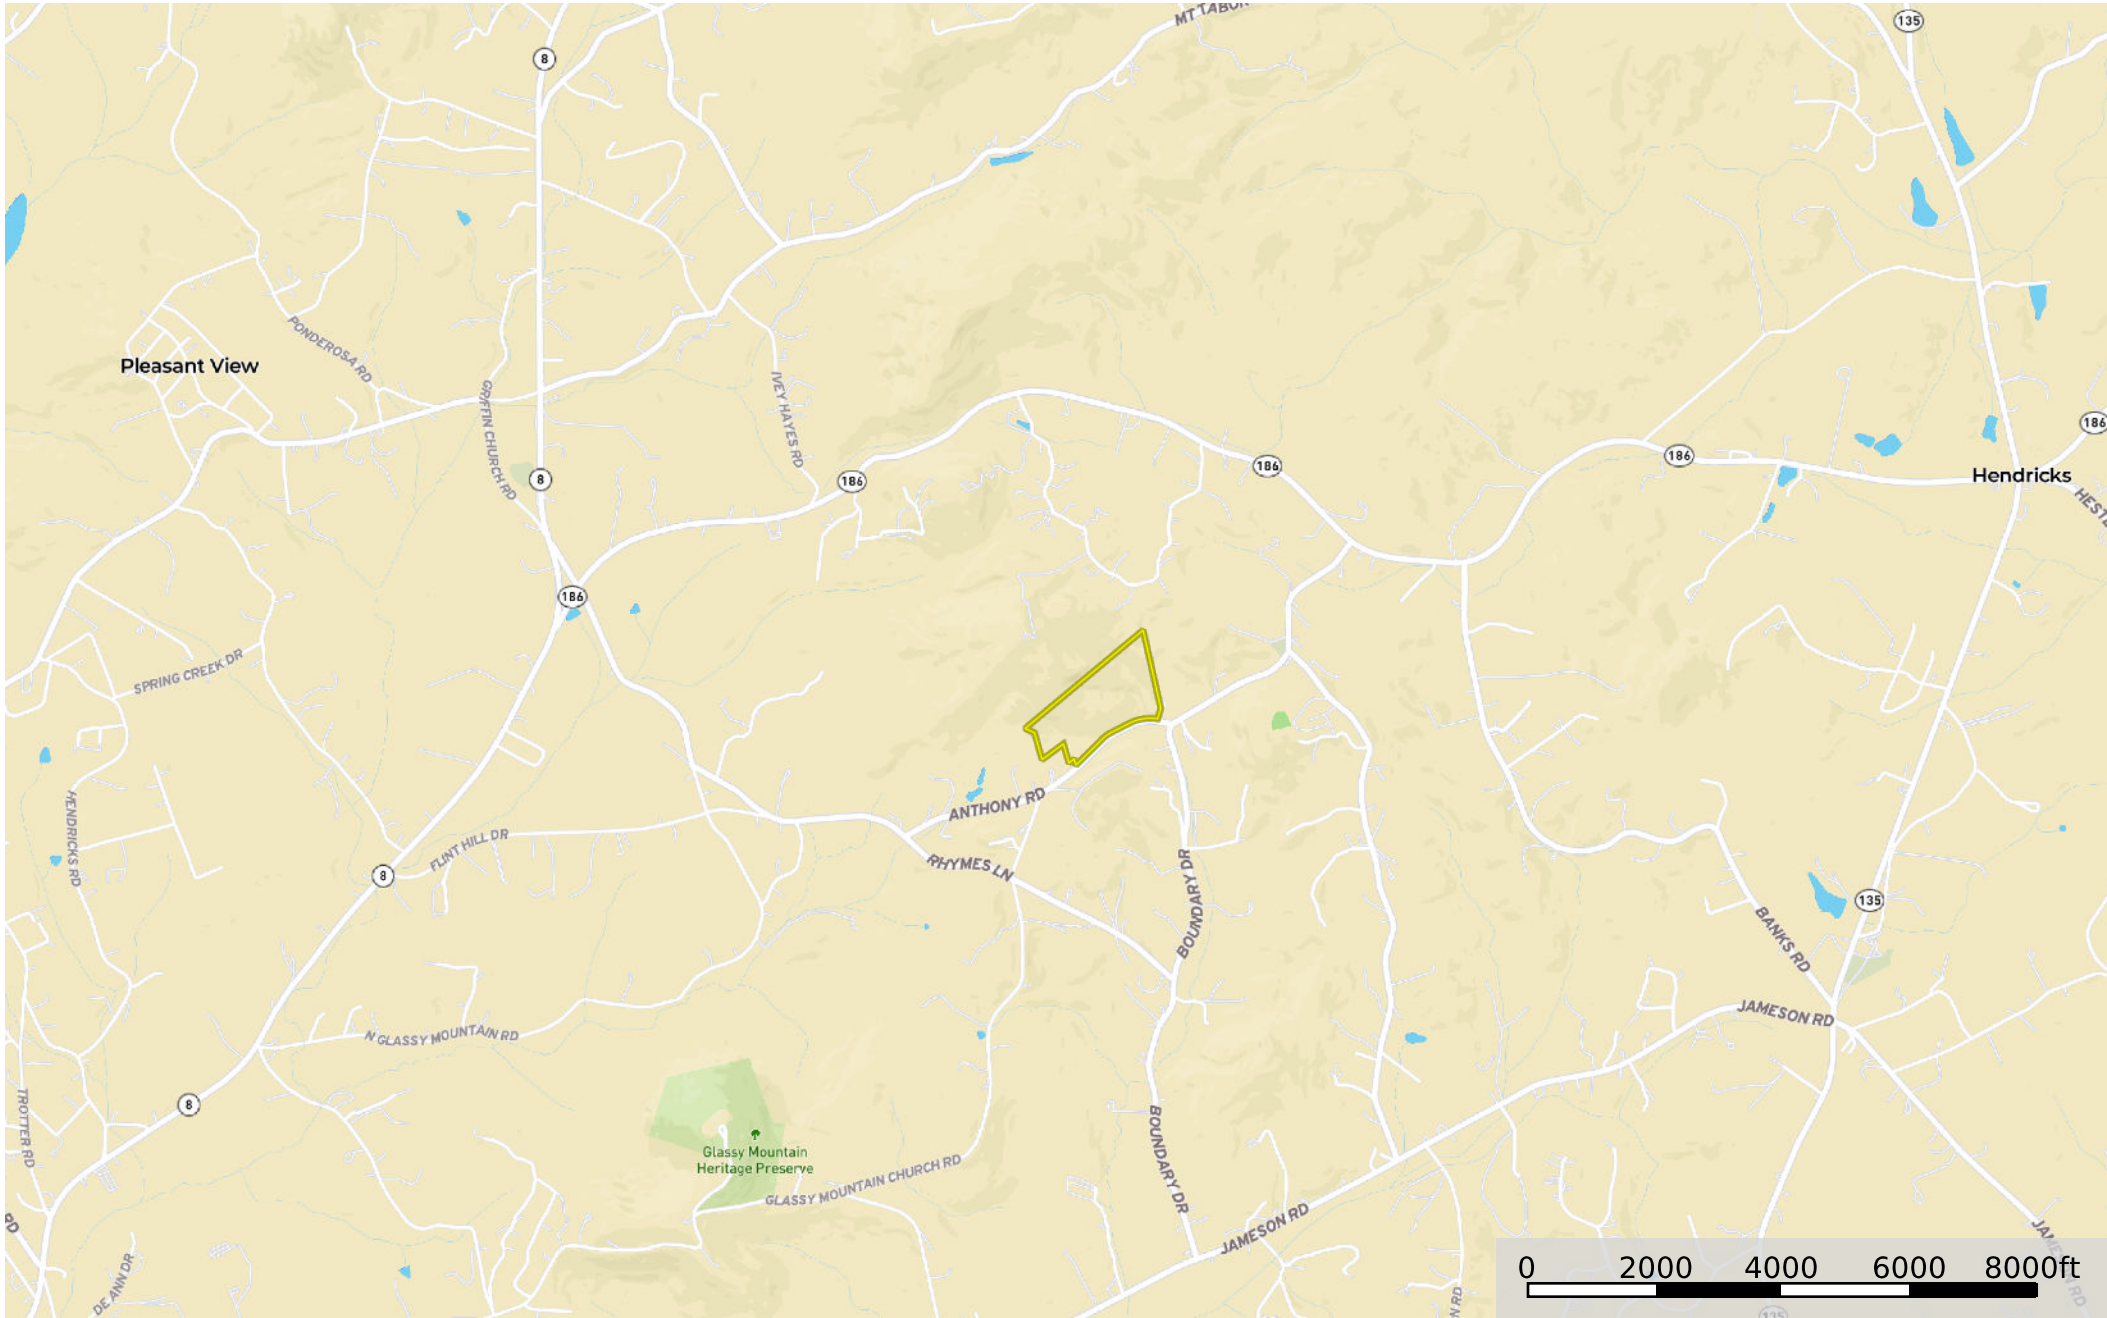 MT TABOR
135
8
PONDEROSA RD
Pleasant View
GRIFFIN CHURCH RD
IVEY HAYES RD
186
186
186
8
186
Hendricks
186
SPRING CREEK DR
HENDRICKS RD
ANTHONY RD
FLINT HILL DR
RHYMES LN
8
BOUNDARY DR
135
BANKS RD
JAMESON RD
N GLASSY MOUNTAIN RD
8
TROTTER RD
Glassy Mountain
Heritage Preserve
GLASSY MOUNTAIN CHURCH RD
BOUNDARY DR
JAMESON RD
RD
DE ANN DR
N RD
0 2000 4000 6000 8000ft
135